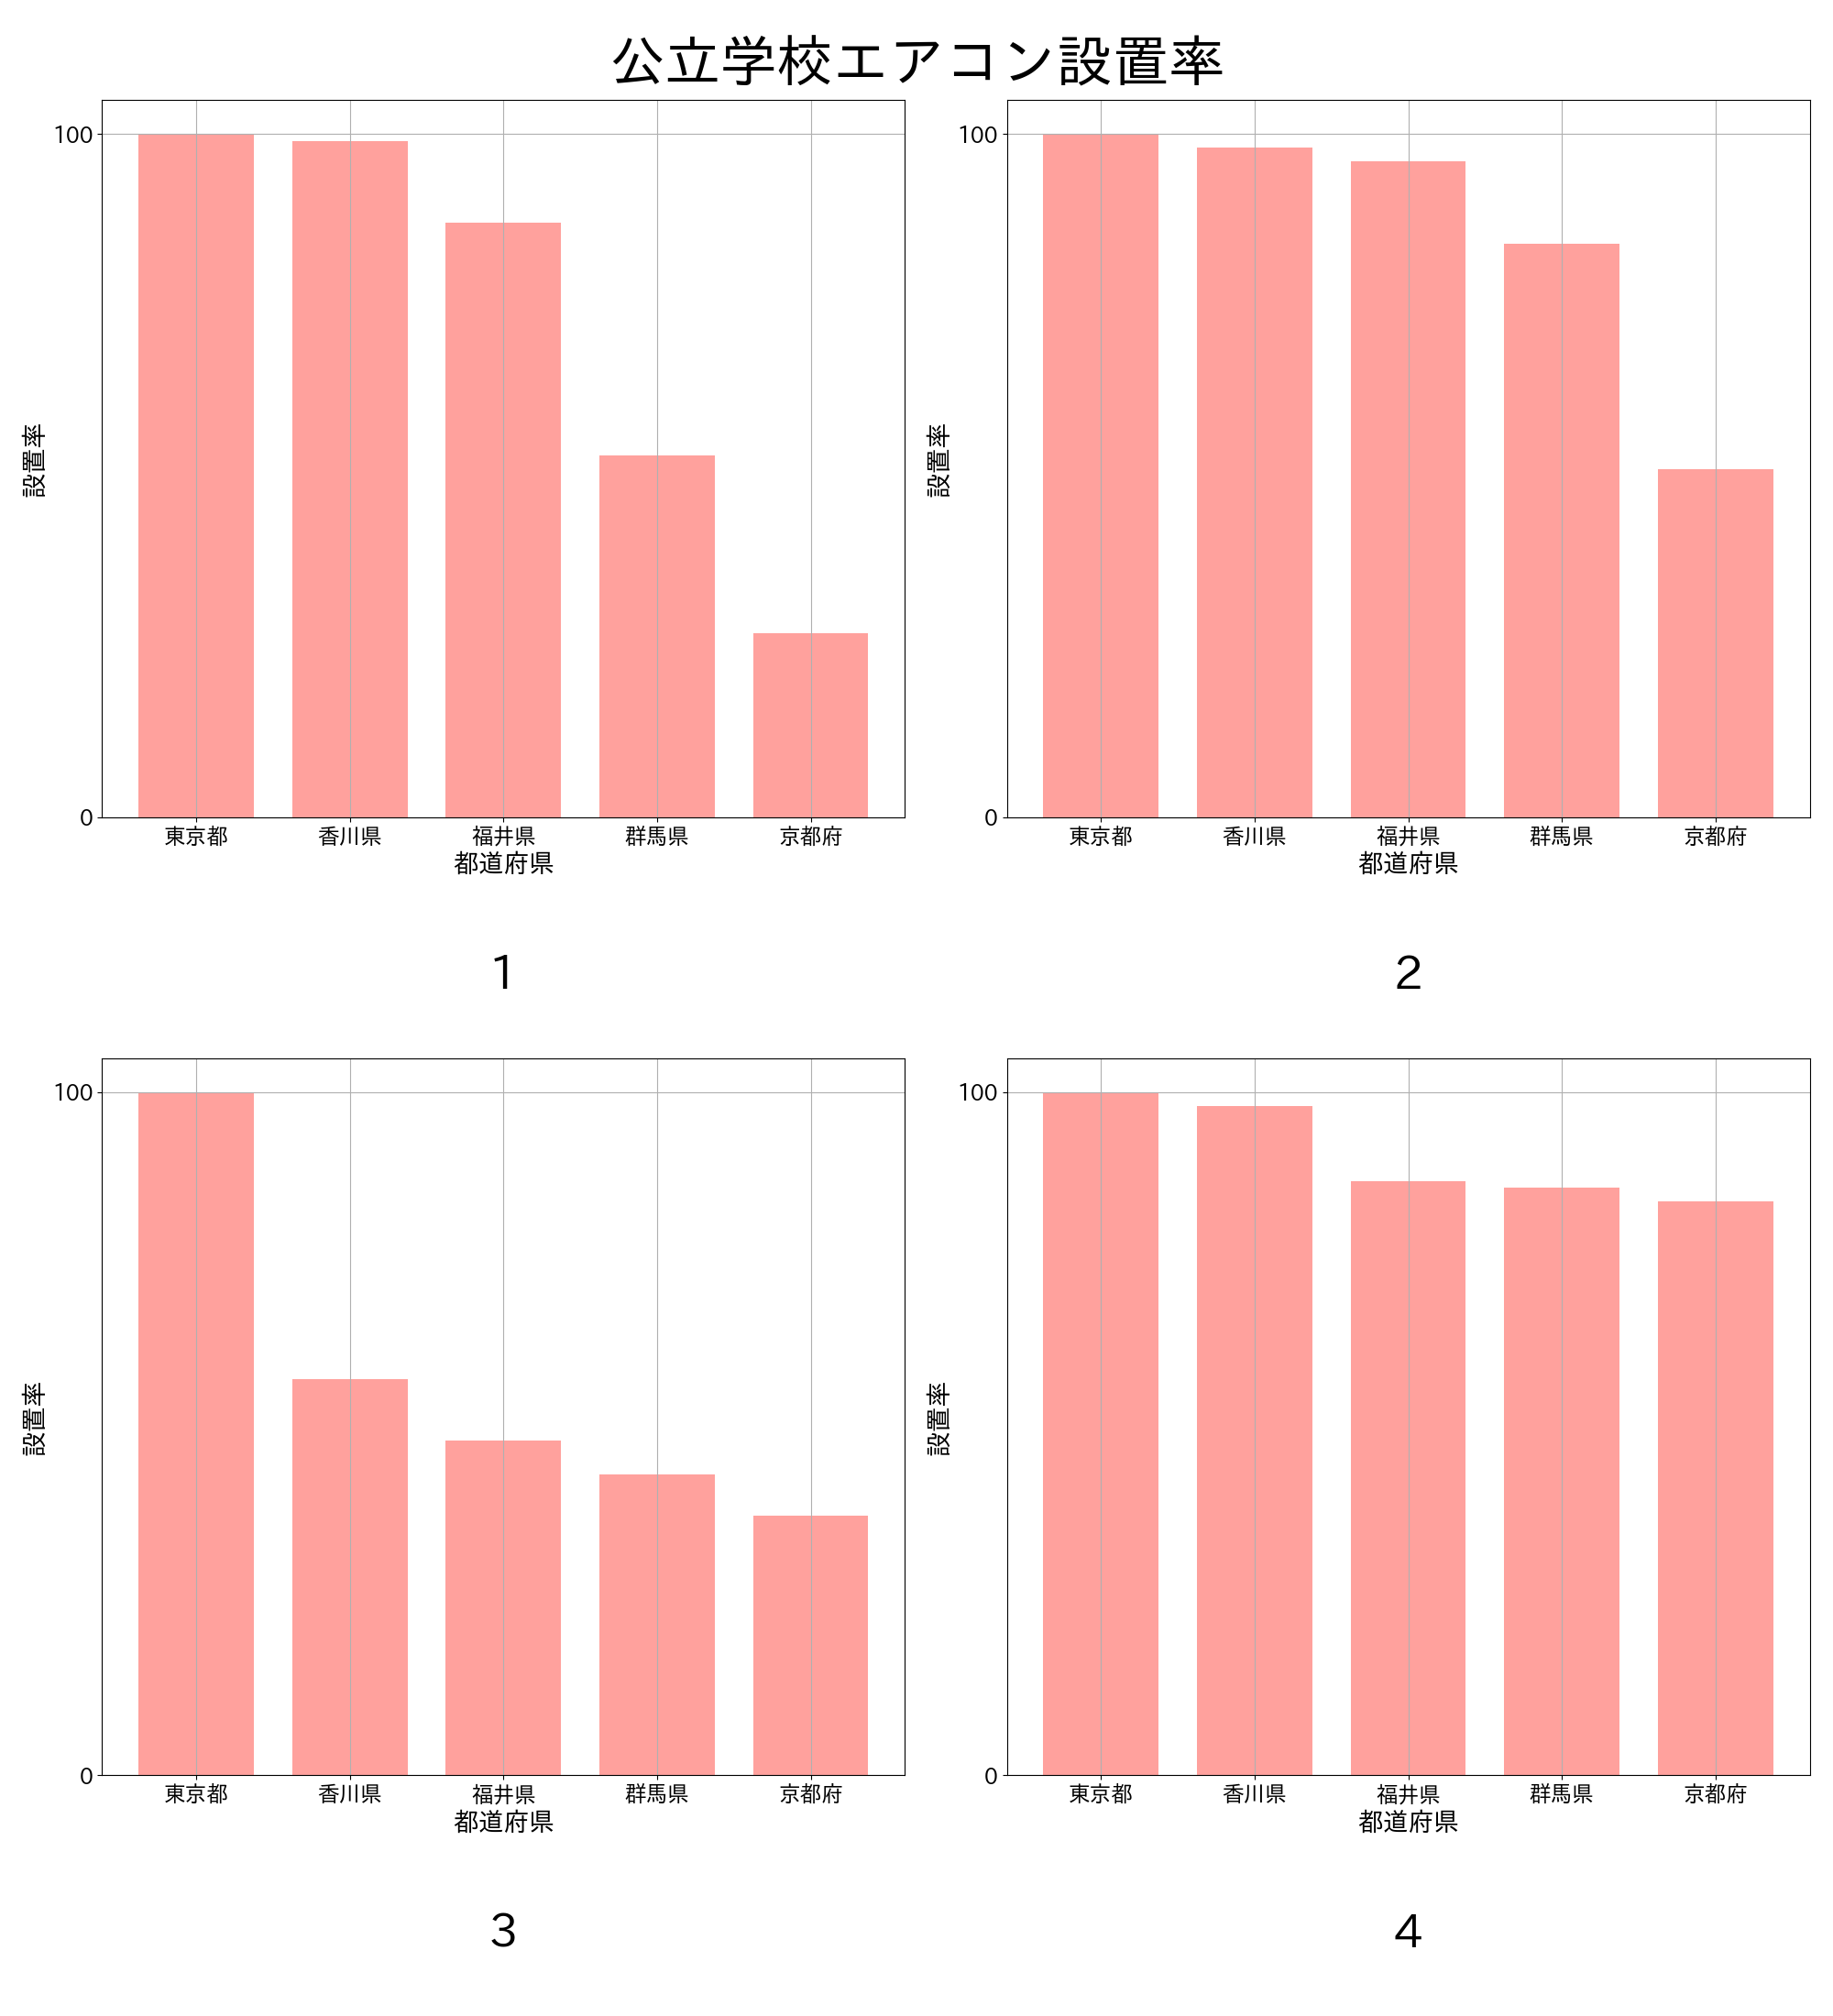 公立学校エアコン設置率
100
0
設置率
東京都 香川県 福井県 群馬県 京都府
都道府県
1
100
0
設置率
東京都 香川県 福井県 群馬県 京都府
都道府県
2
100
0
設置率
東京都 香川県 福井県 群馬県 京都府
都道府県
3
100
0
設置率
東京都 香川県 福井県 群馬県 京都府
都道府県
4